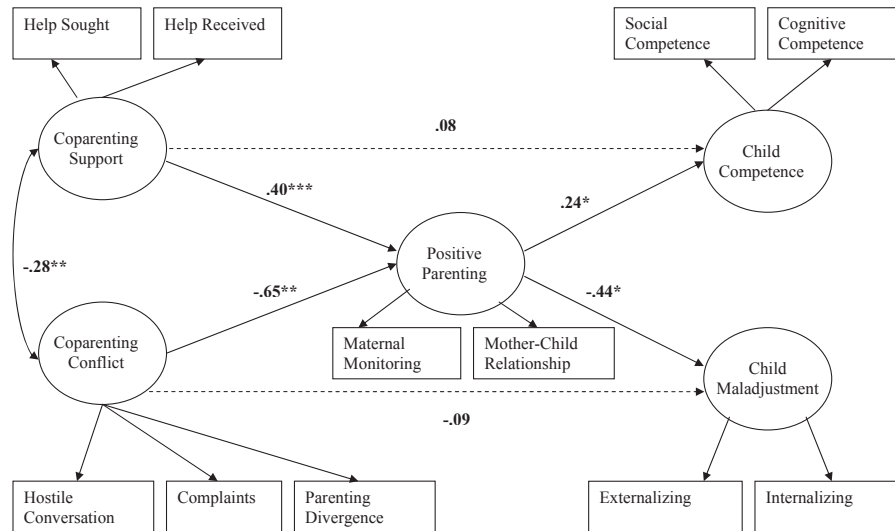 Help Sought
Help Received
Social
Competence
Cognitive
Competence
Coparenting
Support
.08
Child
Competence
.40***
.24*
Positive
Parenting
-.28**
-.65**
-.44*
Coparenting
Conflict
Maternal
Monitoring
Mother-Child
Relationship
Child
Maladjustment
-.09
Hostile
Conversation
Complaints
Parenting
Divergence
Externalizing
Internalizing